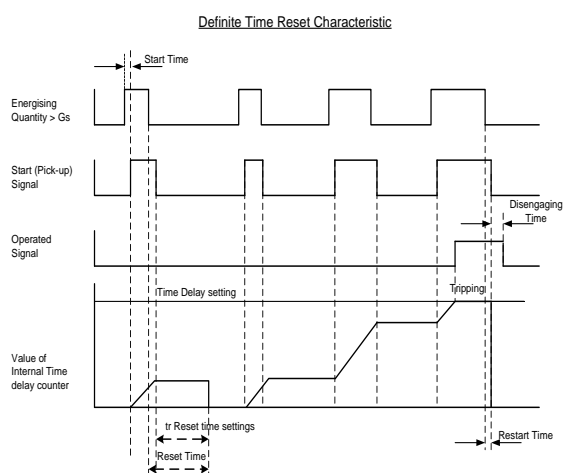 Definite Time Reset Characteristic
Start Time
Energising
Quantity > Gs
Start (Pick-up)
Signal
Disengaging
Time
Operated
Signal
Time Delay setting
Tripping
Value of
Internal Time
delay counter
tr Reset time settings
Reset Time
Restart Time